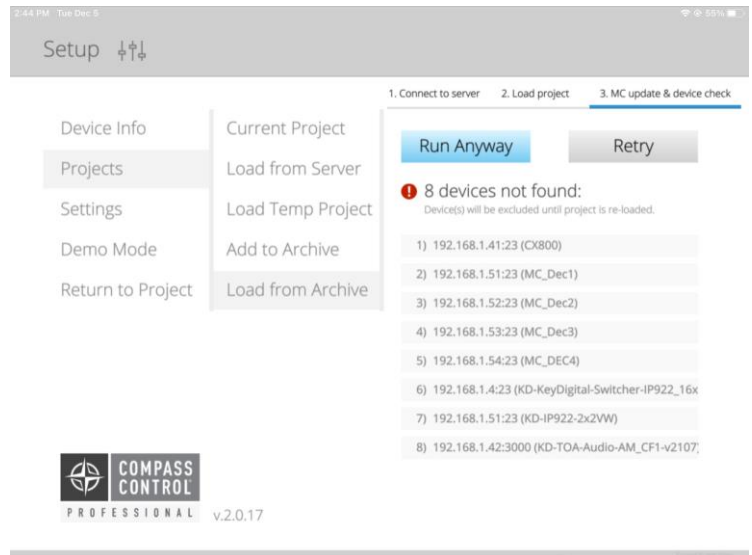 2:44 PM Tue Dec 5
55%
Setup
1. Connect to server 2. Load project 3. MC update & device check
Device Info
Projects
Settings
Demo Mode
Return to Project
Current Project
Load from Server
Load Temp Project
Add to Archive
Load from Archive
Run Anyway
Retry
8 devices not found:
Device(s) will be excluded until project is re-loaded.
1) 192.168.1.41:23 (CX800)
2) 192.168.1.51:23 (MC_Dec1)
3) 192.168.1.52:23 (MC_Dec2)
4) 192.168.1.53:23 (MC_Dec3)
5) 192.168.1.54:23 (MC_DEC4)
6) 192.168.1.4:23 (KD-KeyDigital-Switcher-IP922_16x
7) 192.168.1.51:23 (KD-IP922-2x2VW)
8) 192.168.1.42:3000 (KD-TOA-Audio-AM_CF1-v2107)
COMPASS
CONTROL
PROFESSIONAL
v.2.0.17